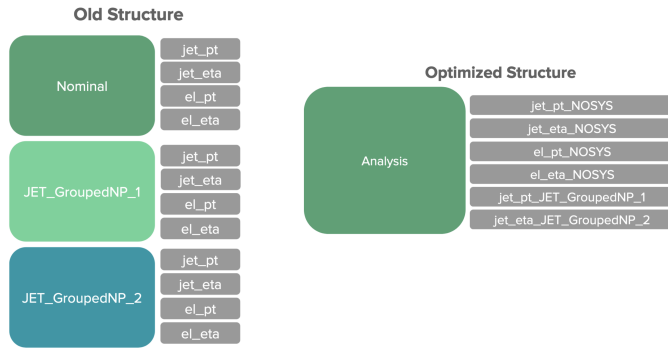 Old Structure
Nominal
jet_pt
jet_eta
el_pt
el_eta
JET_GroupedNP_1
jet_pt
jet_eta
el_pt
el_eta
JET_GroupedNP_2
jet_pt
jet_eta
el_pt
el_eta
Optimized Structure
Analysis
jet_pt_NOSYS
jet_eta_NOSYS
el_pt_NOSYS
el_eta_NOSYS
jet_pt_JET_GroupedNP_1
jet_eta_JET_GroupedNP_2